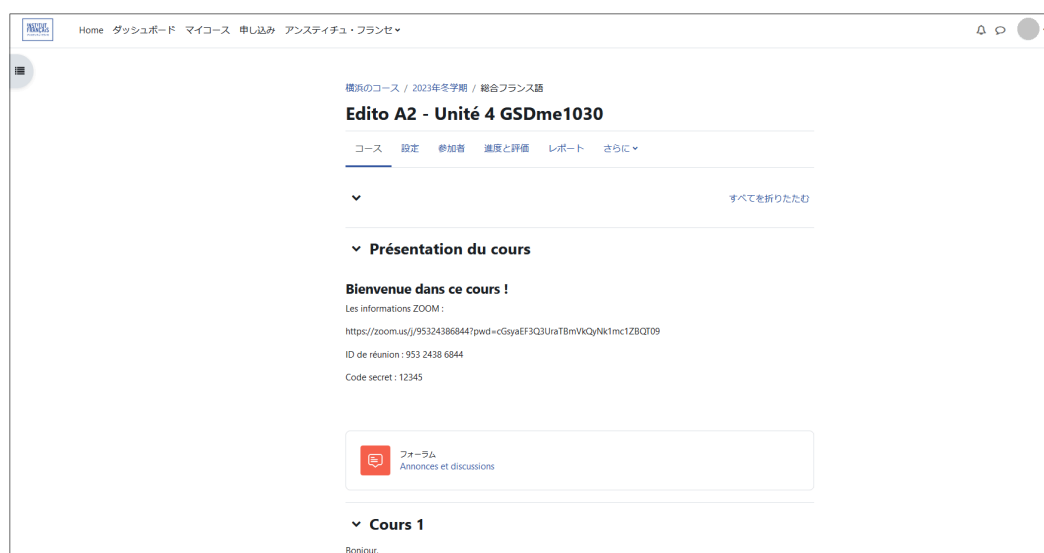 INSTITUT
FRANÇAIS
Home ダッシュボード マイコース 申し込み アンスティチュ・フランセ
横浜のコース / 2023年冬学期 / 総合フランス語
Edito A2 - Unité 4 GSDme1030
コース 設定 参加者 進度と評価 レポート さらに
すべてを折りたたむ
Présentation du cours
Bienvenue dans ce cours !
Les informations ZOOM :
https://zoom.us/j/95324386844?pwd=cGsyaEF3Q3UraTBmVkQyNk1mc1ZBQT09
ID de réunion : 953 2438 6844
Code secret : 12345
フォーラム
Annonces et discussions
Cours 1
Bonjour,